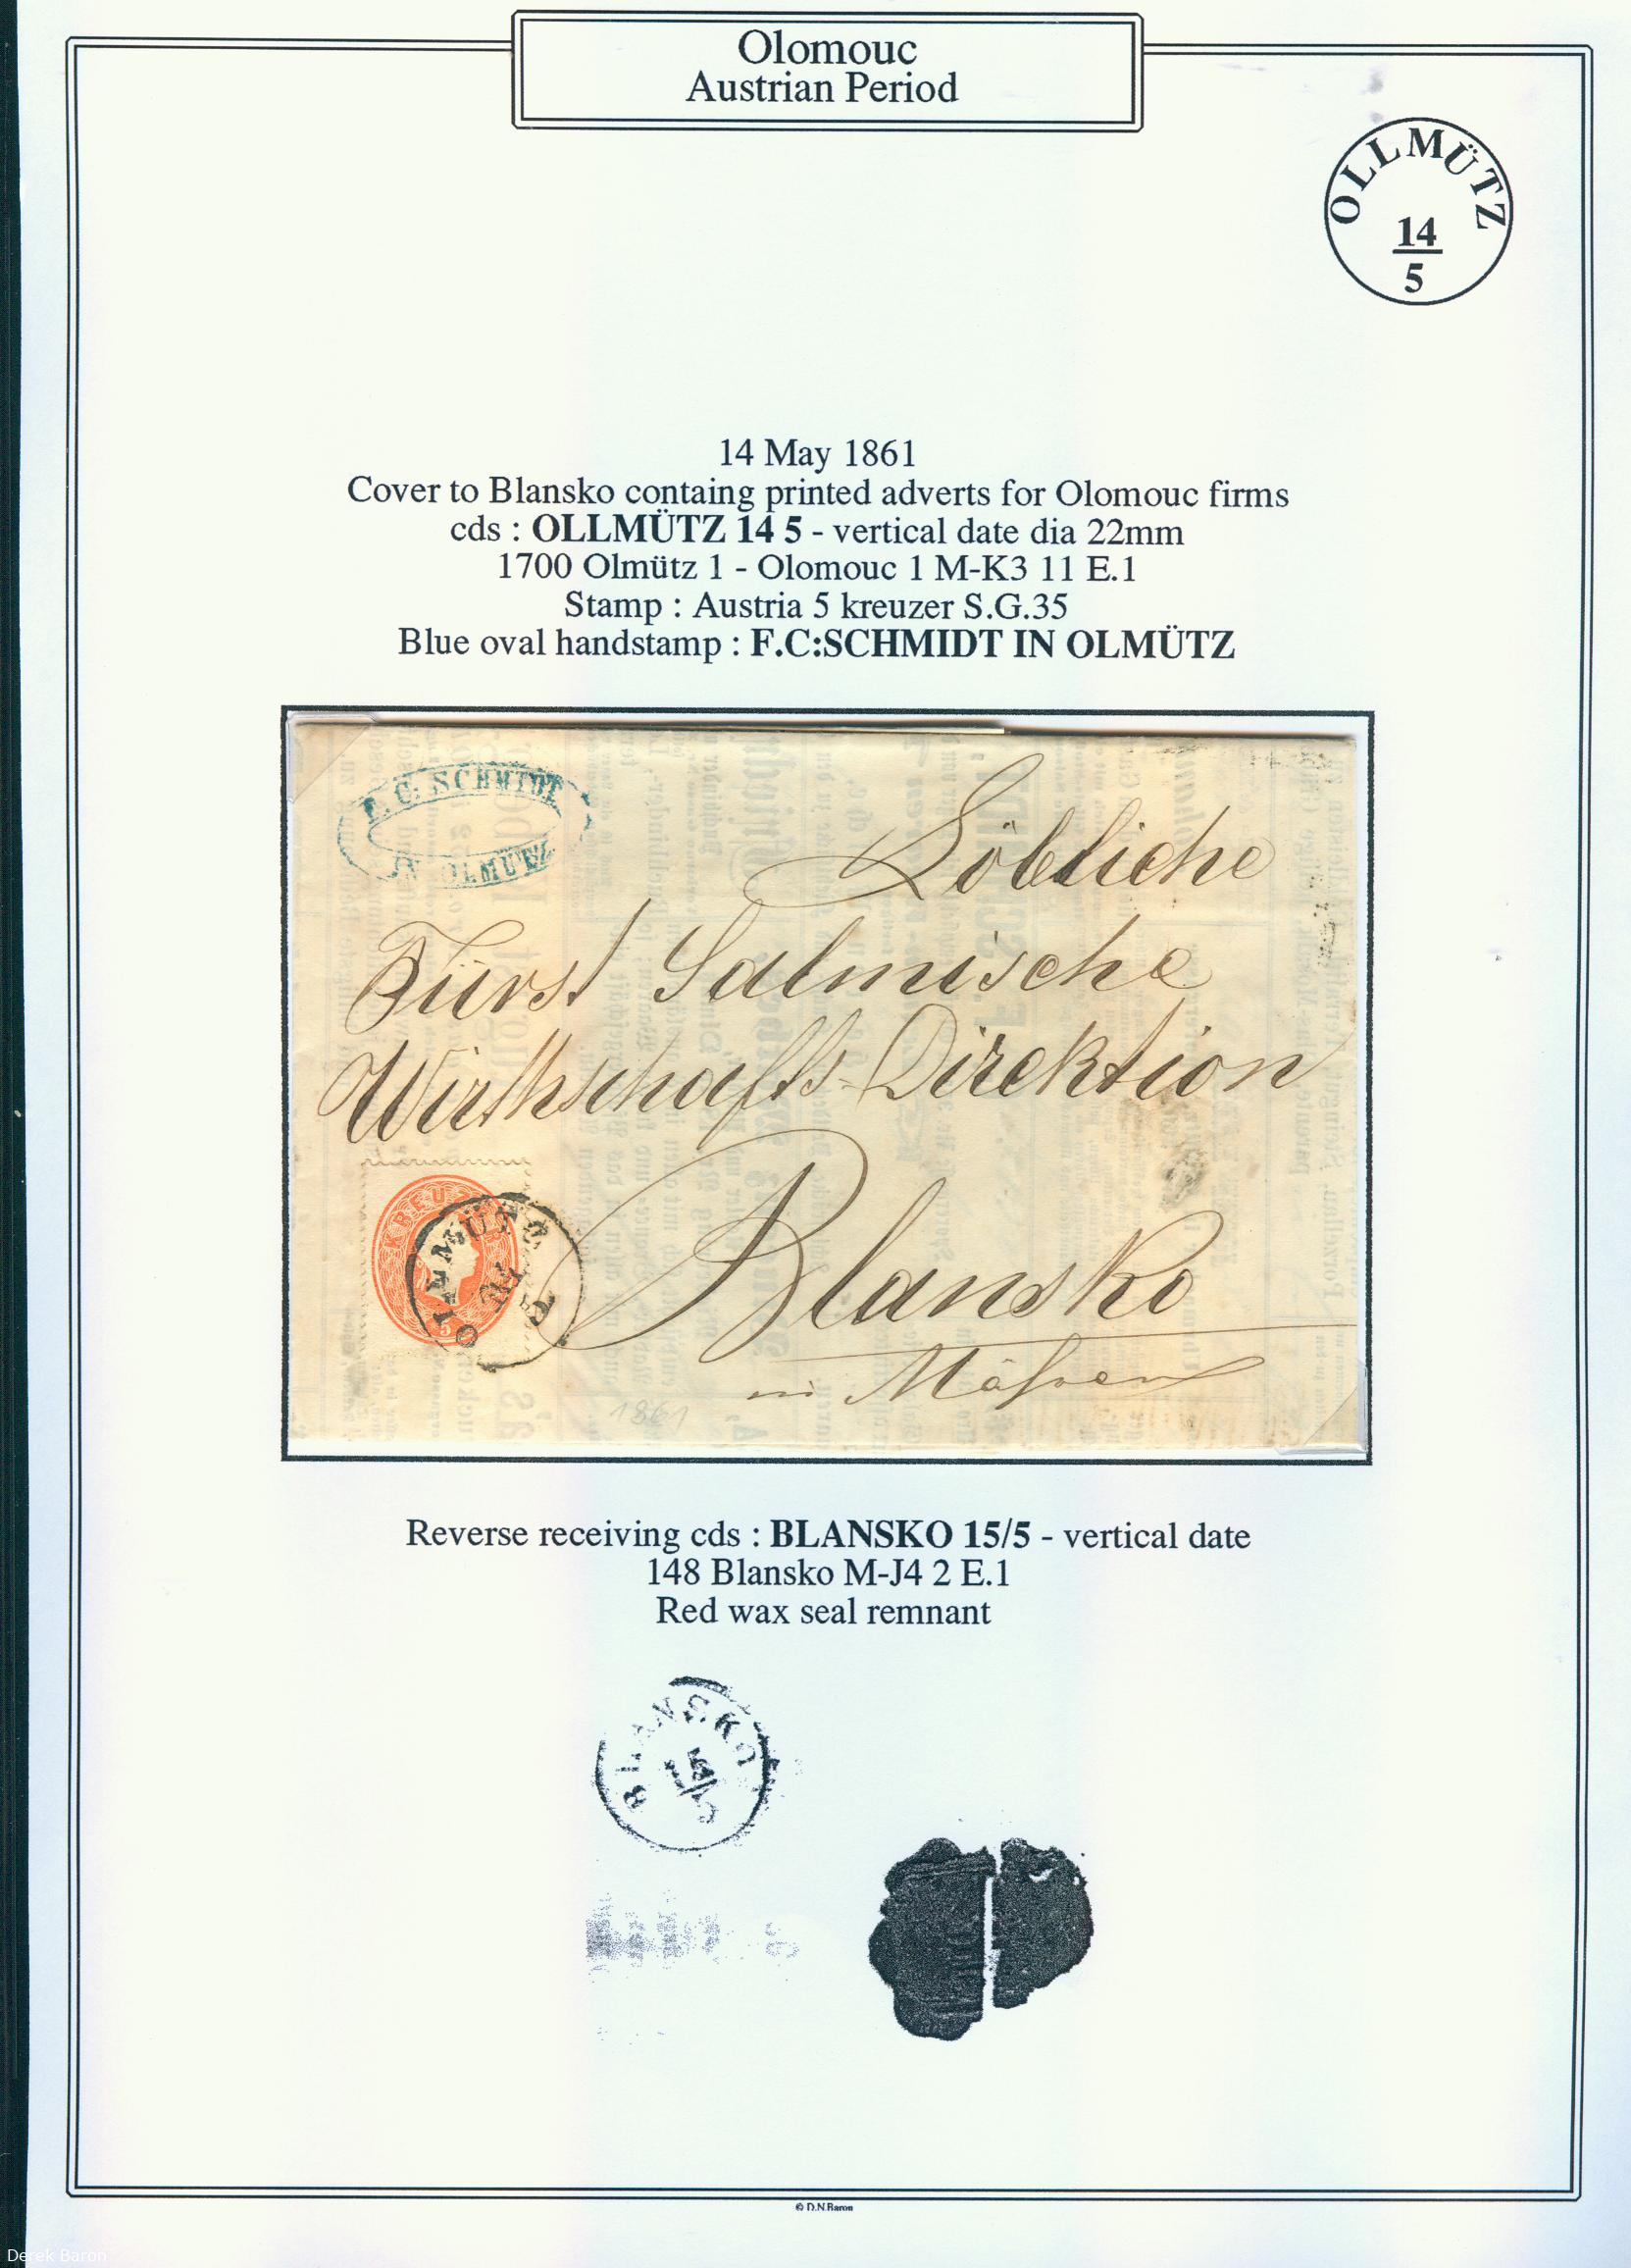 Olomouc
Austrian Period
OLLMÜTZ
14
5
14 May 1861
Cover to Blansko containg printed adverts for Olomouc firms
cds : OLLMÜTZ 14 5 - vertical date dia 22mm
1700 Olmütz 1 - Olomouc 1 M-K3 11 E.1
Stamp : Austria 5 kreuzer S.G.35
Blue oval handstamp : F.C:SCHMIDT IN OLMÜTZ
F. C: SCHMIDT
IN OLMÜTZ
Löbliche
Fürst Salmische
Wirthschafts-Direktion
KREUZER
5
OLLMÜTZ
Blansko
in Mähren
1861
Reverse receiving cds : BLANSKO 15/5 - vertical date
148 Blansko M-J4 2 E.1
Red wax seal remnant
BLANSKO
15
5
© D.N.Baron
Derek Baron